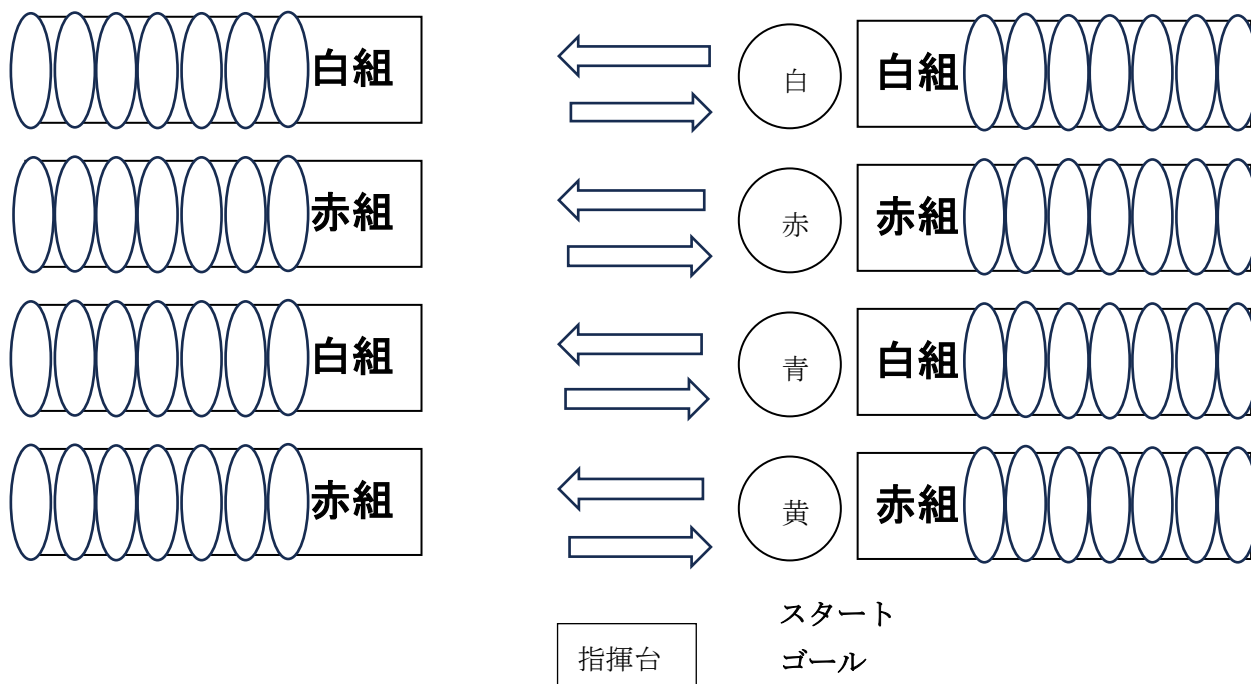 白組 白 白組
赤組 赤 赤組
白組 青 白組
赤組 黄 赤組
スタート
指揮台 ゴール